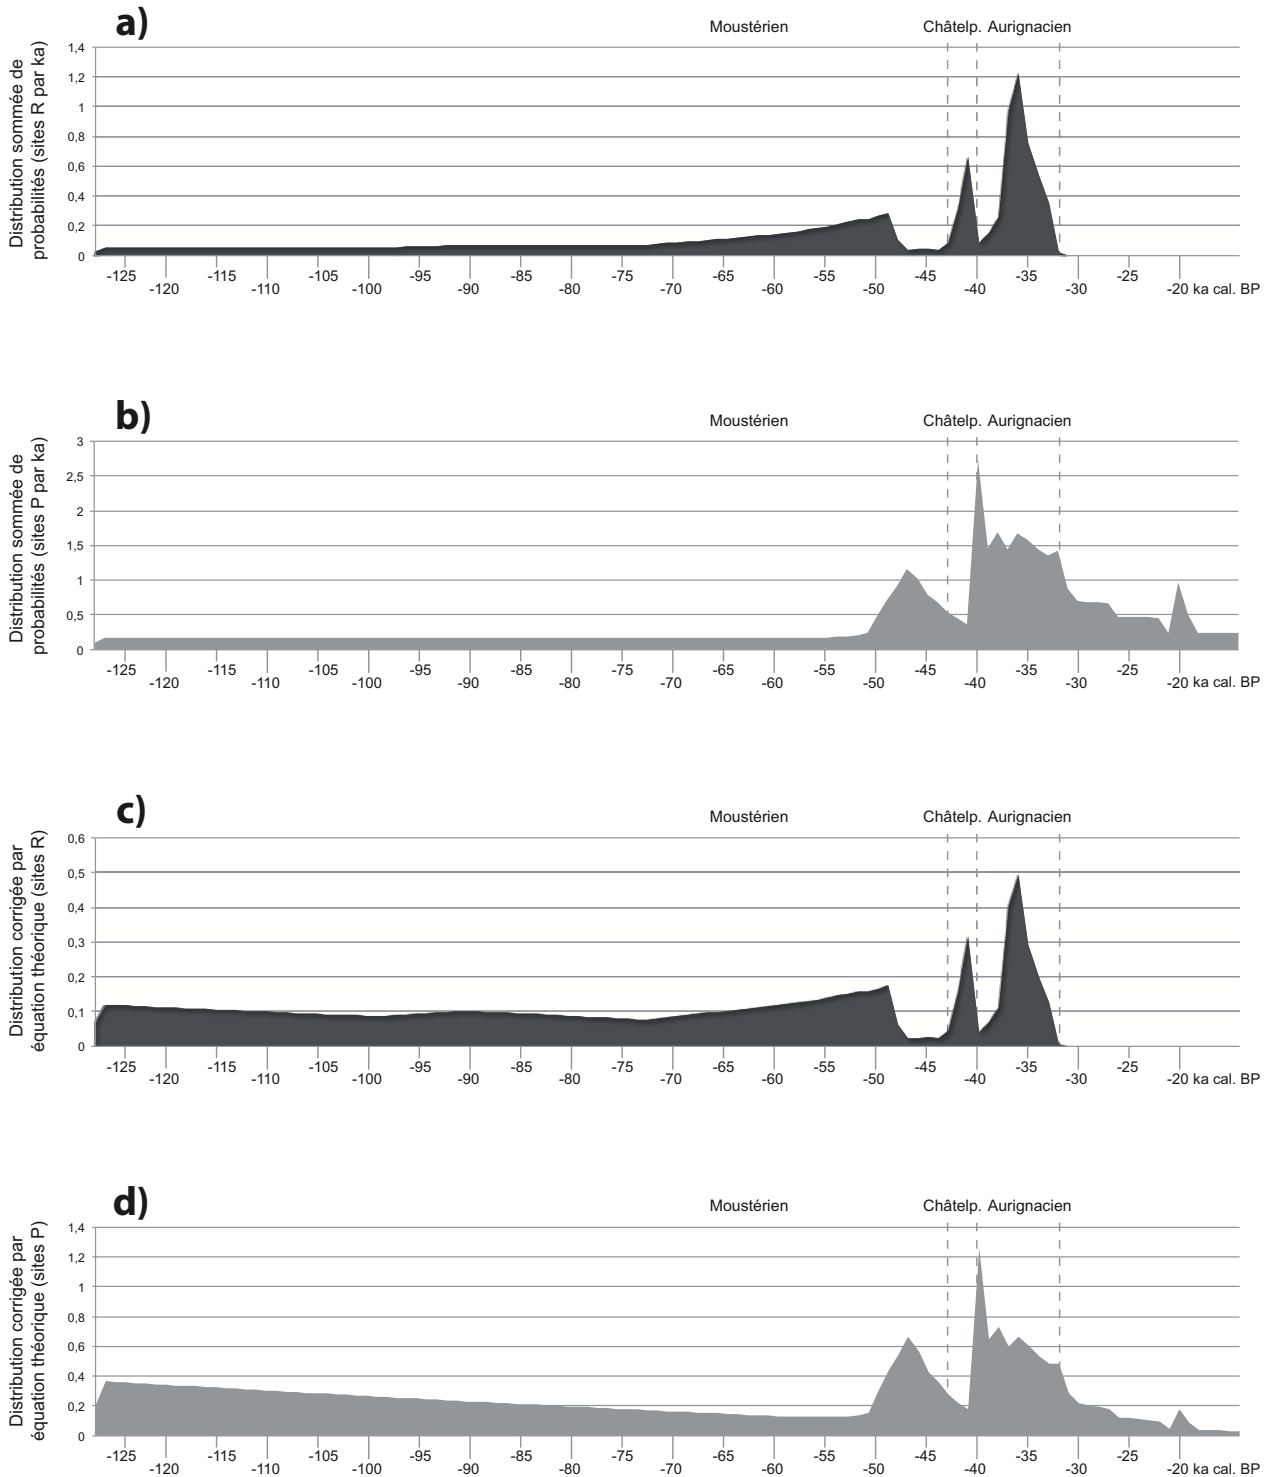 a)
Moustérien Châtelp. Aurignacien
Distribution sommée de
probabilités (sites R par ka)
1,4
1,2
1
0,8
0,6
0,4
0,2
0
-125 -115 -105 -95 -85 -75 -65 -55 -45 -35 -25
-120 -110 -100 -90 -80 -70 -60 -50 -40 -30 -20 ka cal. BP
b)
Moustérien Châtelp. Aurignacien
Distribution sommée de
probabilités (sites P par ka)
3
2,5
2
1,5
1
0,5
0
-125 -115 -105 -95 -85 -75 -65 -55 -45 -35 -25
-120 -110 -100 -90 -80 -70 -60 -50 -40 -30 -20 ka cal. BP
c)
Moustérien Châtelp. Aurignacien
Distribution corrigée par
équation théorique (sites R)
0,6
0,5
0,4
0,3
0,2
0,1
0
-125 -115 -105 -95 -85 -75 -65 -55 -45 -35 -25
-120 -110 -100 -90 -80 -70 -60 -50 -40 -30 -20 ka cal. BP
d)
Moustérien Châtelp. Aurignacien
Distribution corrigée par
équation théorique (sites P)
1,4
1,2
1
0,8
0,6
0,4
0,2
0
-125 -115 -105 -95 -85 -75 -65 -55 -45 -35 -25
-120 -110 -100 -90 -80 -70 -60 -50 -40 -30 -20 ka cal. BP